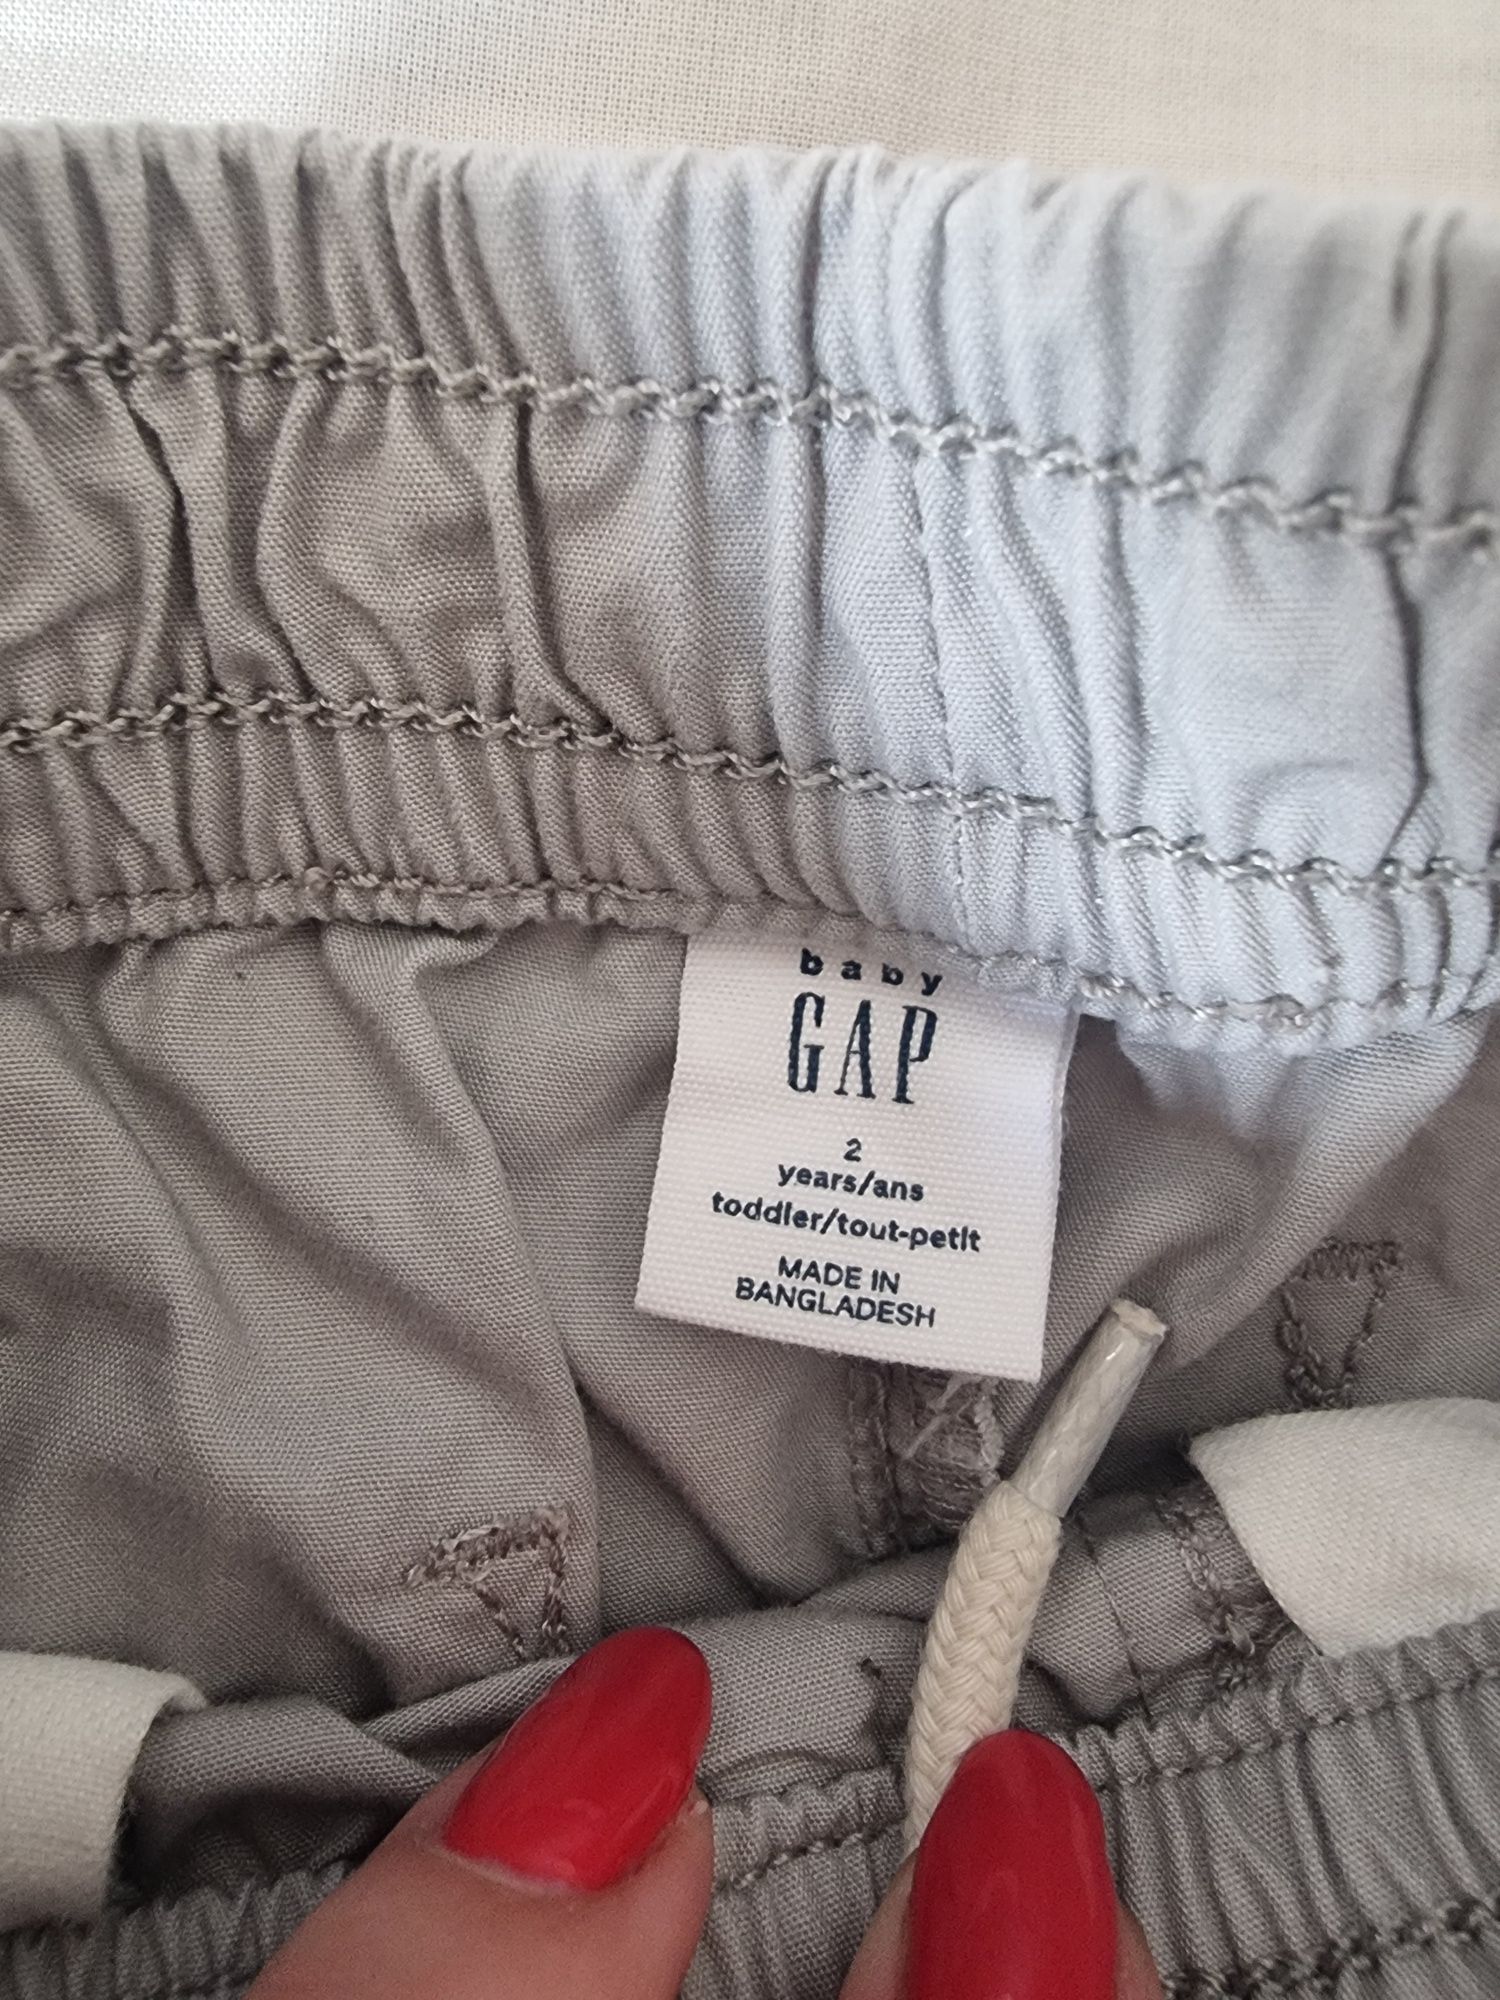 baby
GAP
2
years/ans
toddler/tout-petit
MADE IN
BANGLADESH